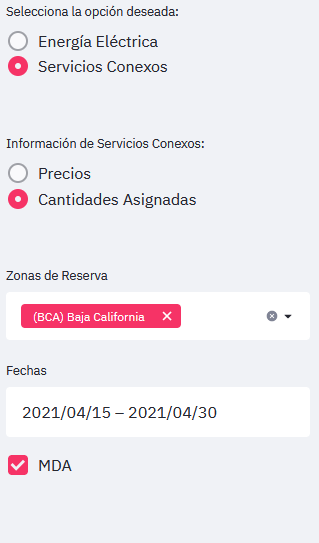 Selecciona la opción deseada:
Energía Eléctrica
Servicios Conexos
Información de Servicios Conexos:
Precios
Cantidades Asignadas
Zonas de Reserva
(BCA) Baja California
Fechas
2021/04/15 – 2021/04/30
MDA